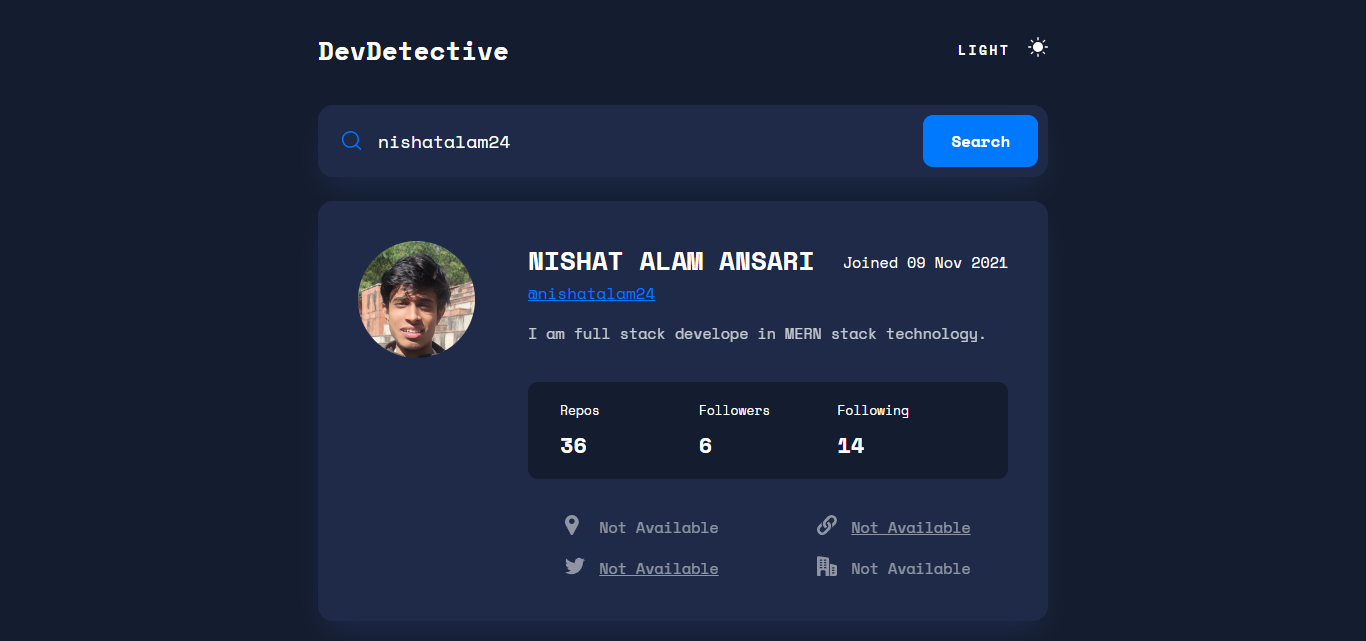 DevDetective
LIGHT
nishatalam24
Search
NISHAT ALAM ANSARI
Joined 09 Nov 2021
@nishatalam24
I am full stack develope in MERN stack technology.
Repos Followers Following
36 6 14
Not Available Not Available
Not Available Not Available